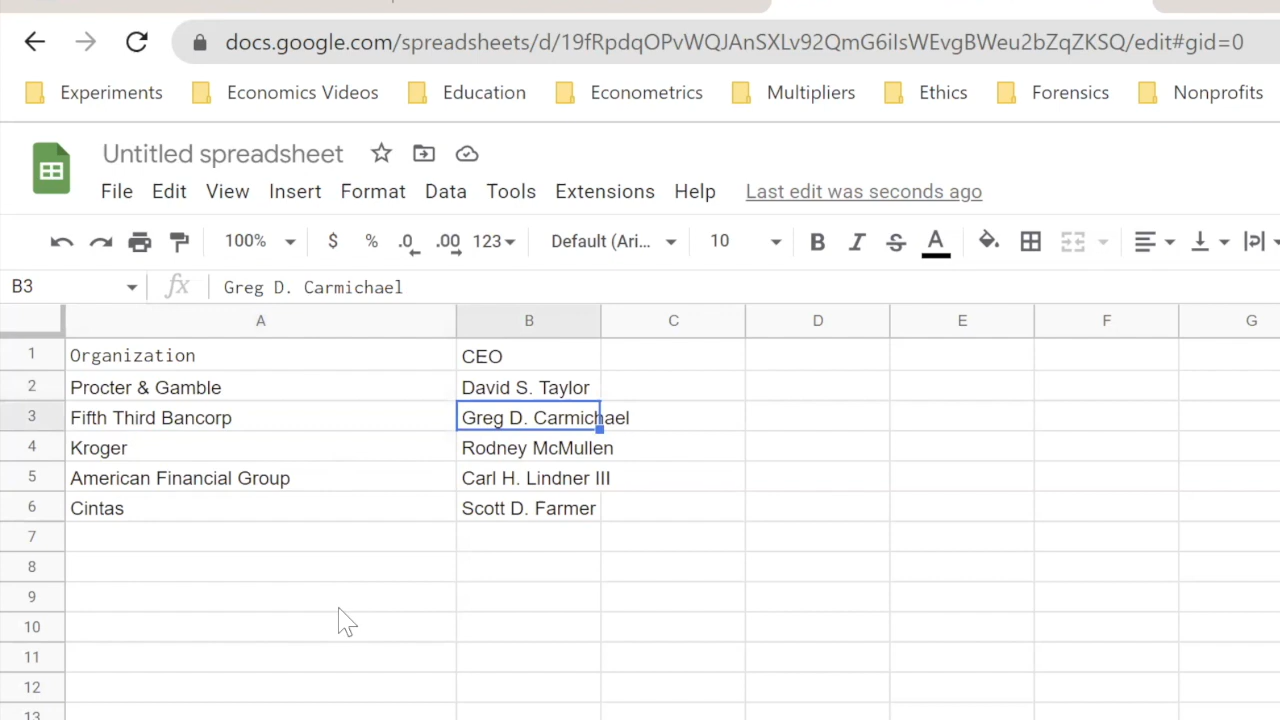 docs.google.com/spreadsheets/d/19fRpdqOPvWQJAnSXLv92QmG6iIsWEvgBWeu2bZqZKSQ/edit#gid=0
Experiments Economics Videos Education Econometrics Multipliers Ethics Forensics Nonprofits
Untitled spreadsheet
File Edit View Insert Format Data Tools Extensions Help Last edit was seconds ago
100% $ % .0 .00 123 Default (Ari... 10 B I S A
B3 fx Greg D. Carmichael
A B C D E F G
1 Organization CEO
2 Procter & Gamble David S. Taylor
3 Fifth Third Bancorp Greg D. Carmichael
4 Kroger Rodney McMullen
5 American Financial Group Carl H. Lindner III
6 Cintas Scott D. Farmer
7
8
9
10
11
12
13